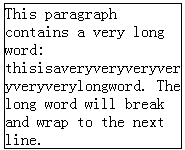 This paragraph
contains a very long
word:
thisisaveryveryveryver
yveryverylongword. The
long word will break
and wrap to the next
line.